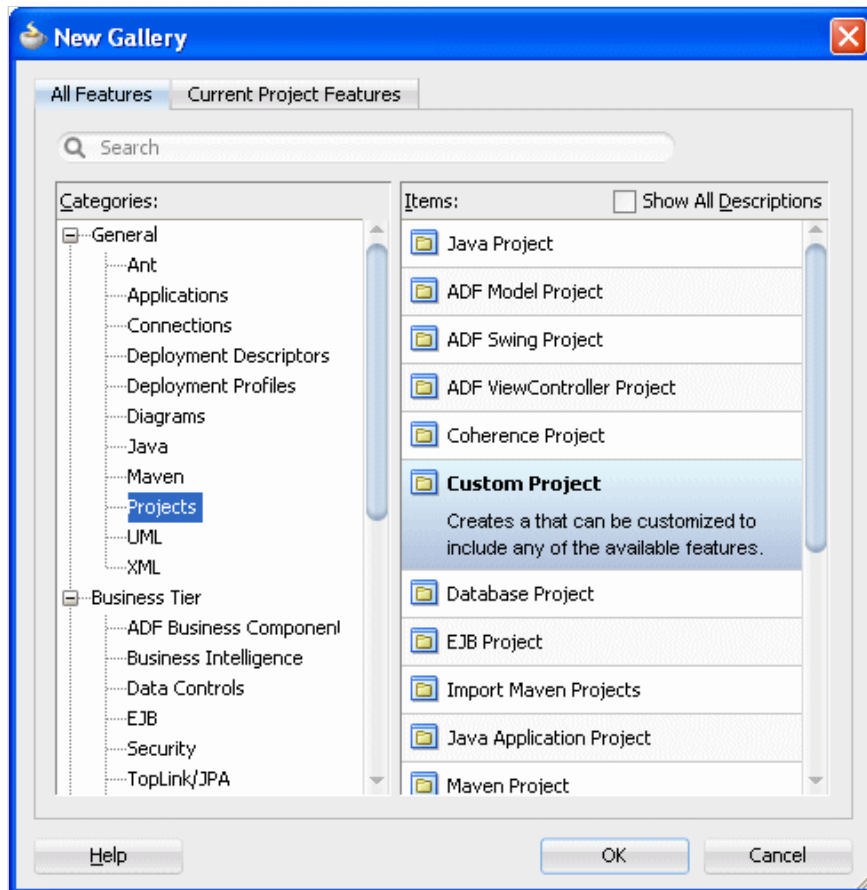 New Gallery
All Features
Current Project Features
Search
Categories:
General
Ant
Applications
Connections
Deployment Descriptors
Deployment Profiles
Diagrams
Java
Maven
Projects
UML
XML
Business Tier
ADF Business Component
Business Intelligence
Data Controls
EJB
Security
TopLink/JPA
Items:
Show All Descriptions
Java Project
ADF Model Project
ADF Swing Project
ADF ViewController Project
Coherence Project
Custom Project
Creates a that can be customized to
include any of the available features.
Database Project
EJB Project
Import Maven Projects
Java Application Project
Maven Project
Help
OK
Cancel